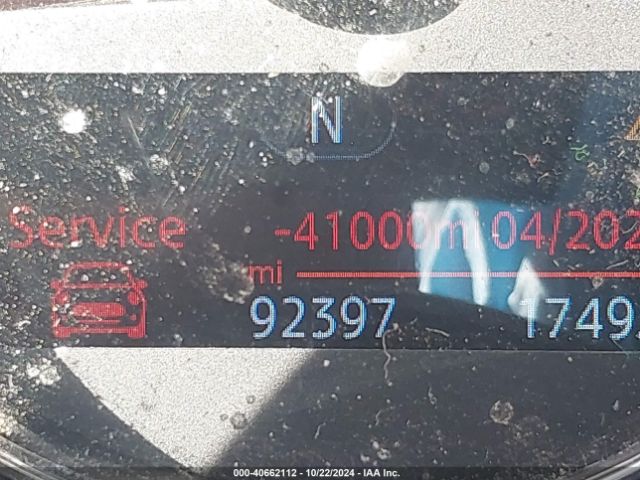 N
Service -41000mi 04/202
mi
92397 1749
000-40662112 - 10/22/2024 - IAA Inc.